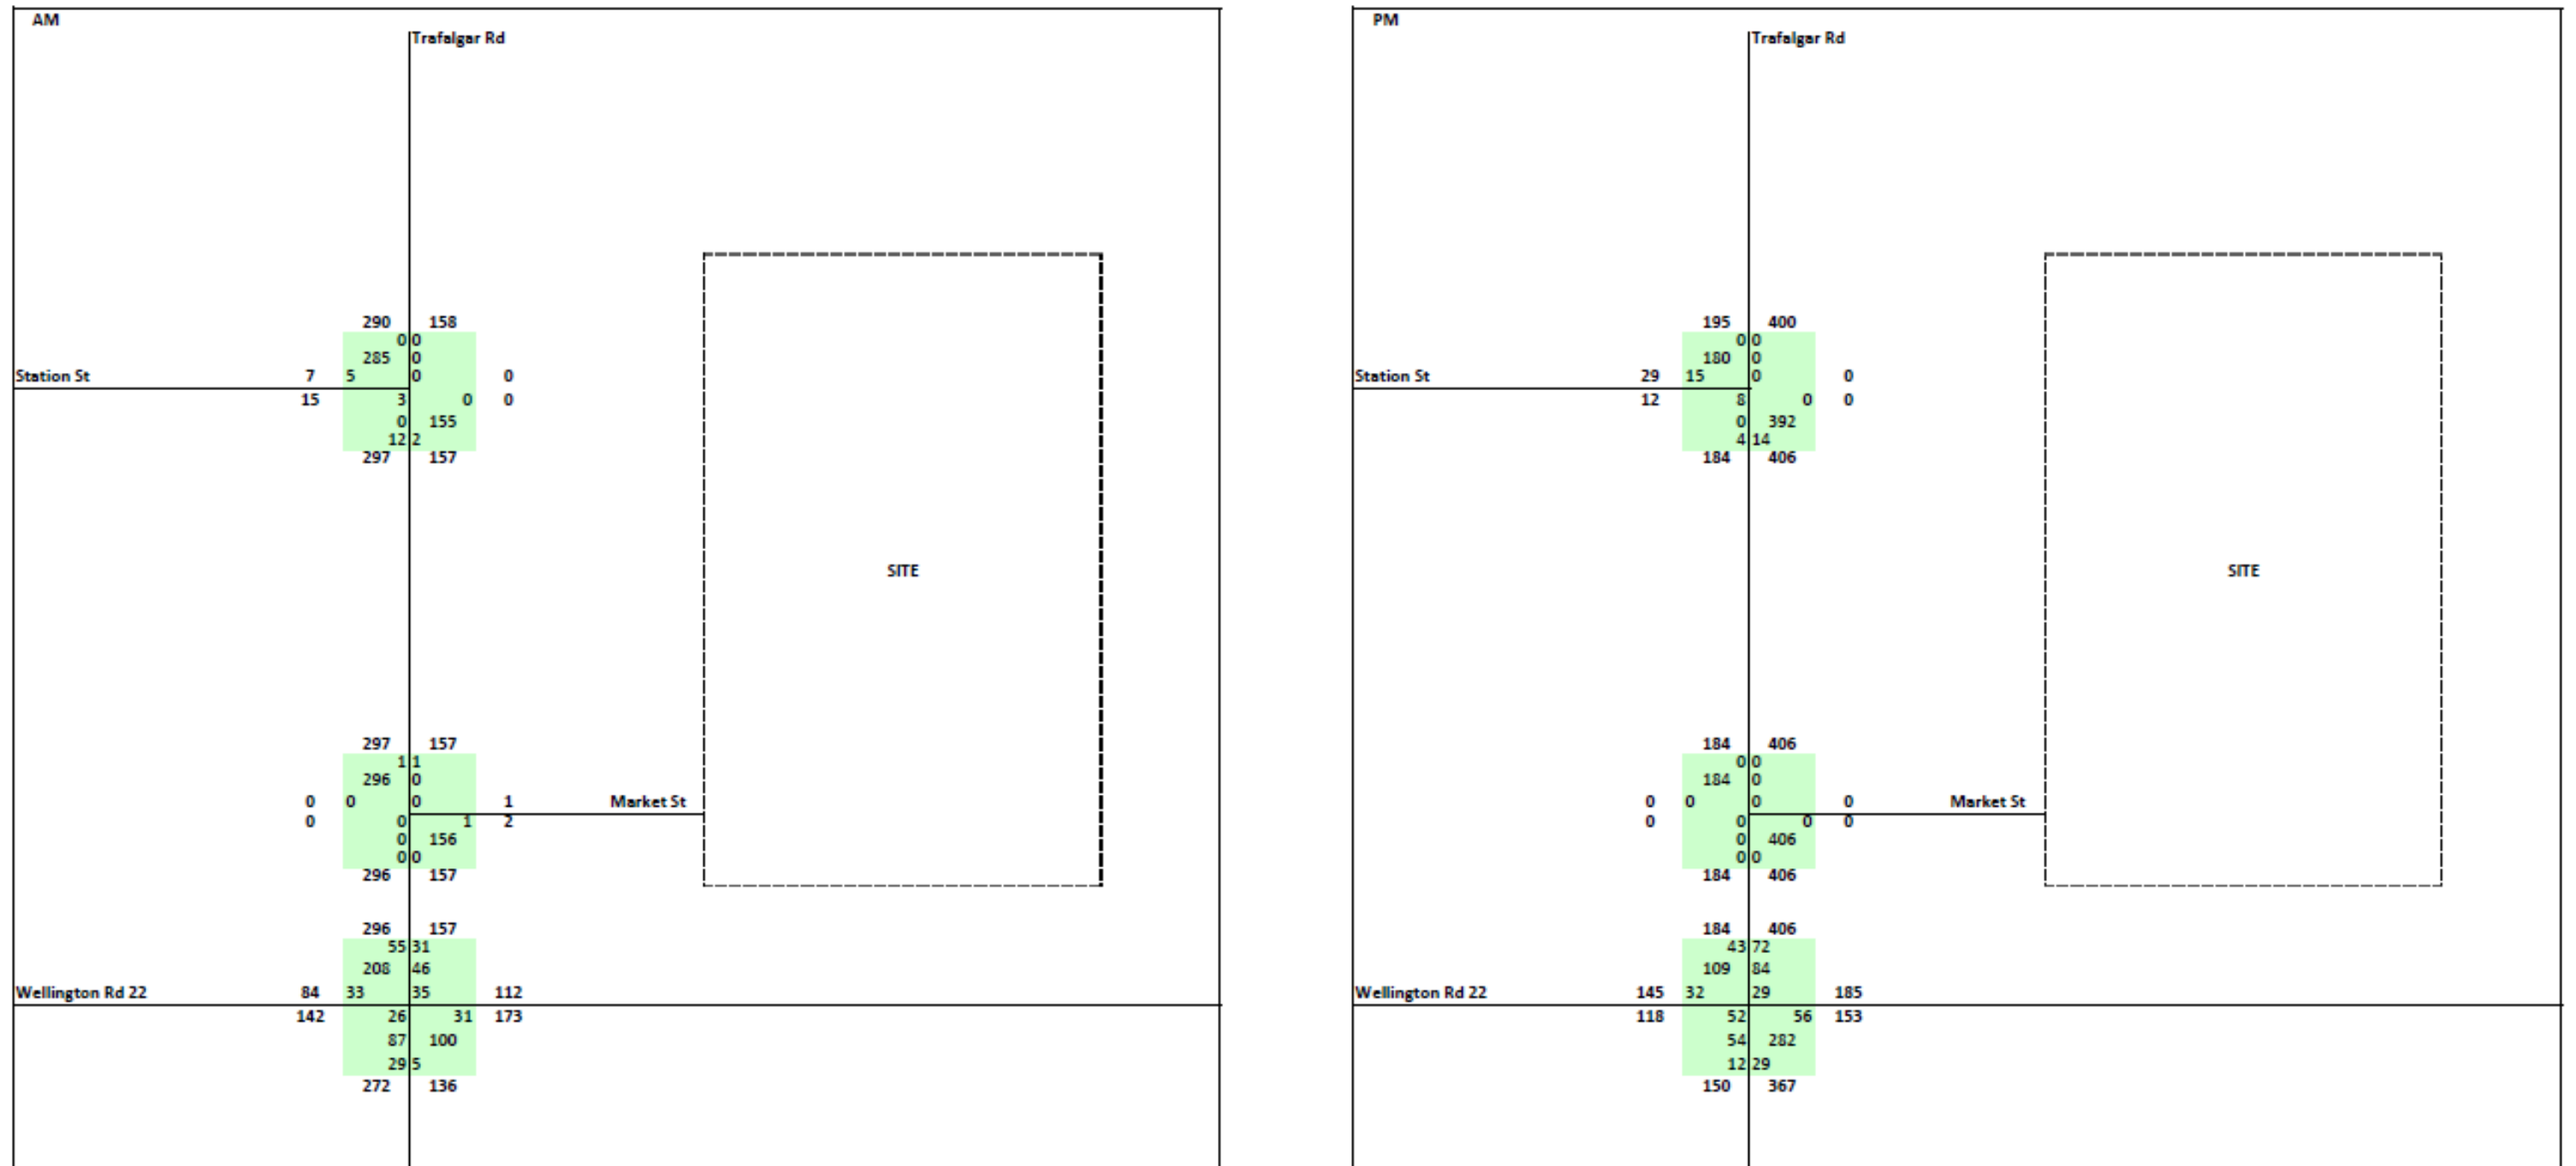 AM
Trafalgar Rd
290 158
0 0
285 0
Station St 7 5 0 0
15 3 0 0
0 155
12 2
297 157
SITE
297 157
1 1
296 0
0 0 0 1 Market St
0 0 1 2
0 156
0 0
296 157
296 157
55 31
208 46
Wellington Rd 22 84 33 35 112
142 26 31 173
87 100
29 5
272 136
PM
Trafalgar Rd
195 400
0 0
180 0
Station St 29 15 0 0
12 8 0 0
0 392
4 14
184 406
SITE
184 406
0 0
184 0
0 0 0 0 Market St
0 0 0 0
0 406
0 0
184 406
184 406
43 72
109 84
Wellington Rd 22 145 32 29 185
118 52 56 153
54 282
12 29
150 367